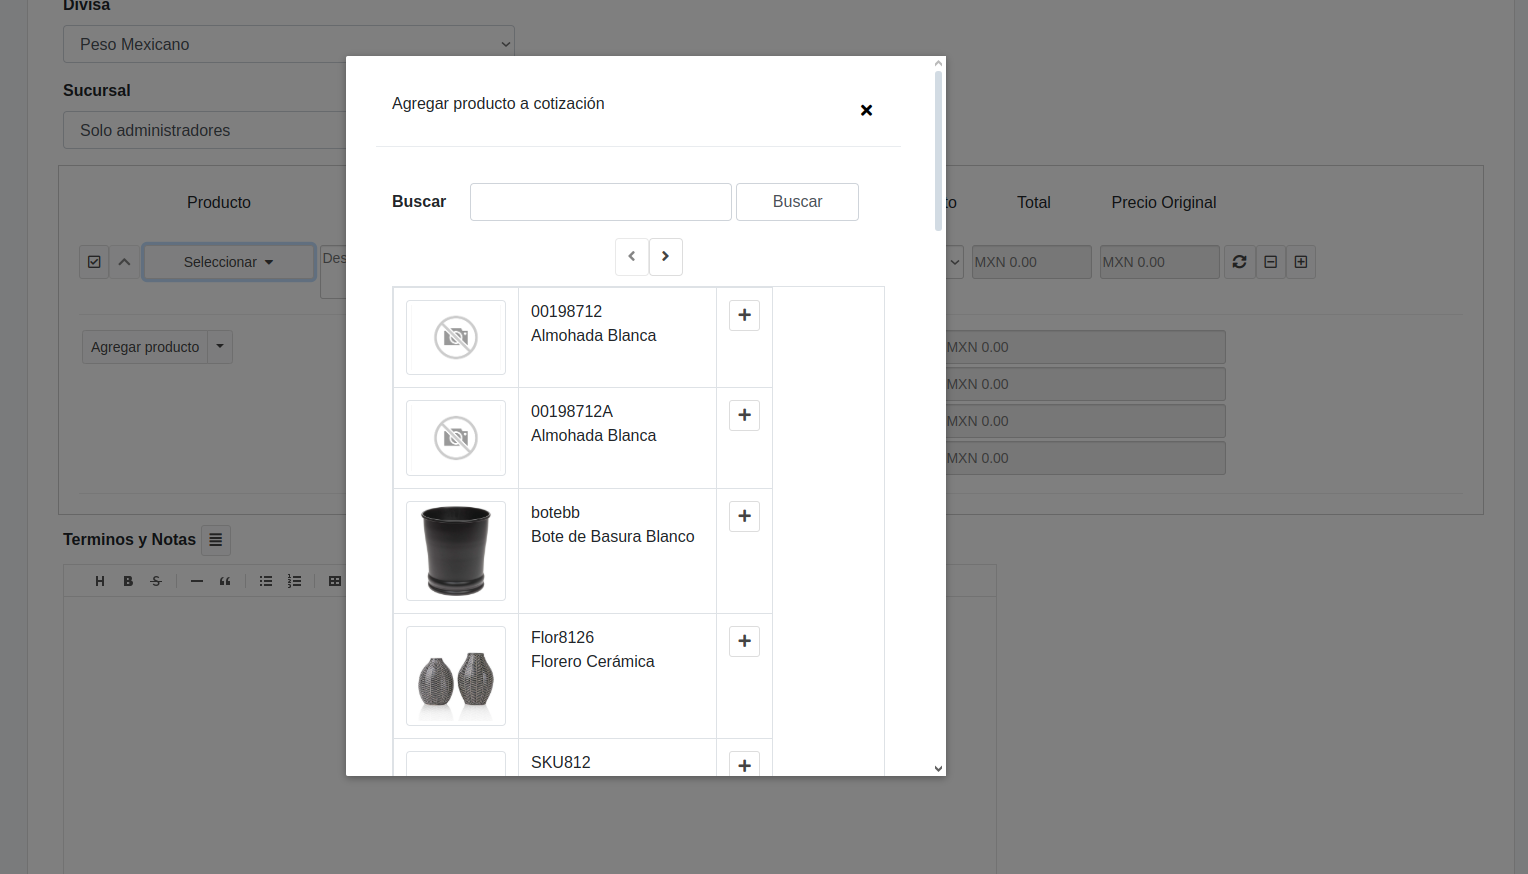 Divisa
Peso Mexicano
Sucursal
Solo administradores
Agregar producto a cotización
Buscar
Buscar
Producto
to
Total
Precio Original
Seleccionar
Des
MXN 0.00
MXN 0.00
Agregar producto
MXN 0.00
MXN 0.00
MXN 0.00
MXN 0.00
00198712
Almohada Blanca
00198712A
Almohada Blanca
botebb
Bote de Basura Blanco
Flor8126
Florero Cerámica
SKU812
Terminos y Notas
H B S